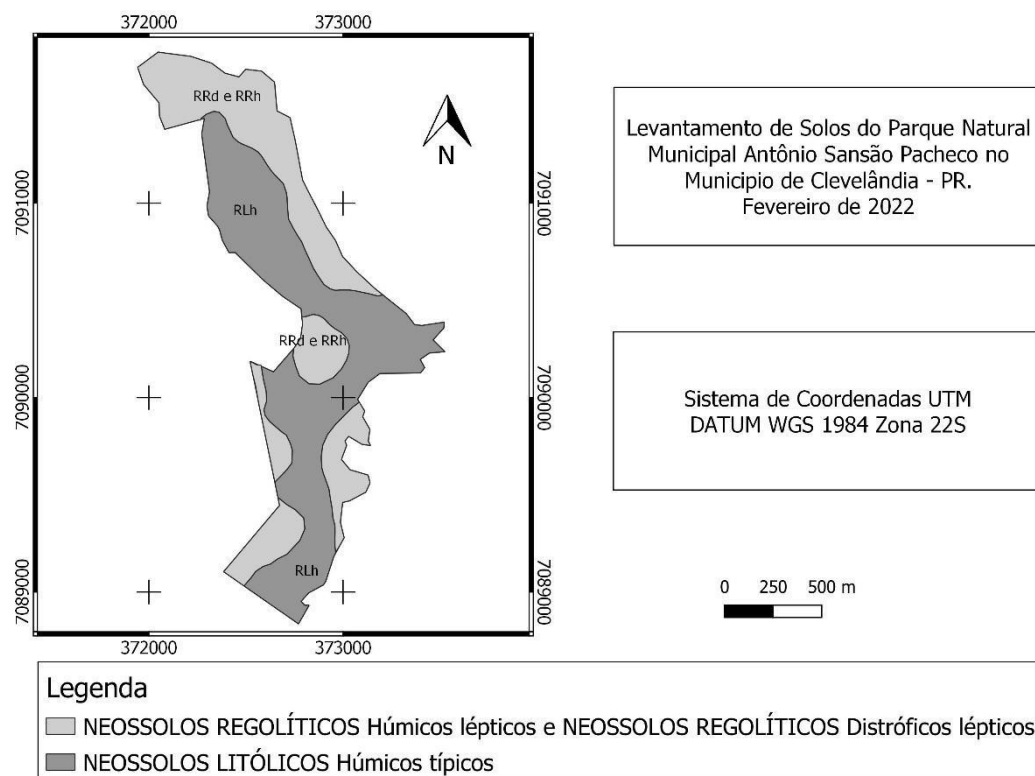 372000
373000
RRd e RRh
N
7091000
7091000
RLh
RRd e RRh
7090000
7090000
RLh
7089000
7089000
372000
373000
Levantamento de Solos do Parque Natural
Municipal Antônio Sansão Pacheco no
Municipio de Clevelândia - PR.
Fevereiro de 2022
Sistema de Coordenadas UTM
DATUM WGS 1984 Zona 22S
0 250 500 m
Legenda
NEOSSOLOS REGOLÍTICOS Húmicos lépticos e NEOSSOLOS REGOLÍTICOS Distróficos lépticos
NEOSSOLOS LITÓLICOS Húmicos típicos